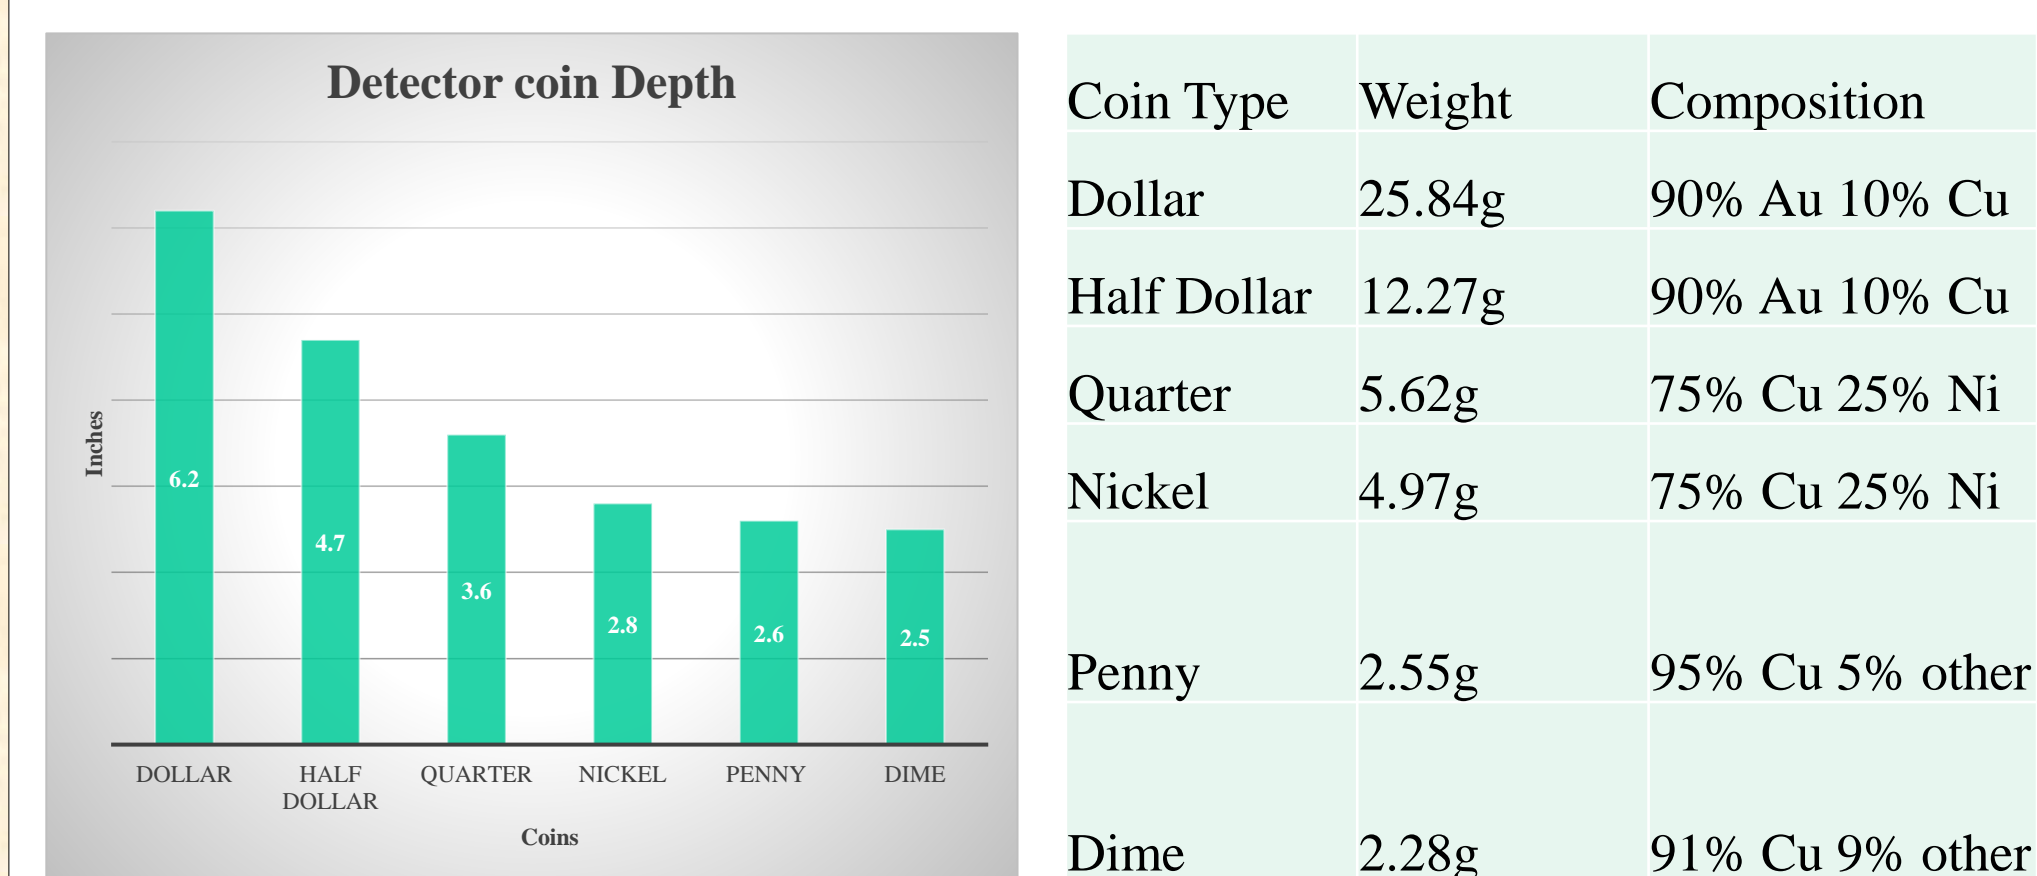 Detector coin Depth
Inches
6.2
4.7
3.6
2.8
2.6
2.5
DOLLAR
HALF
DOLLAR
QUARTER
NICKEL
PENNY
DIME
Coins
Coin Type Weight Composition
Dollar 25.84g 90% Au 10% Cu
Half Dollar 12.27g 90% Au 10% Cu
Quarter 5.62g 75% Cu 25% Ni
Nickel 4.97g 75% Cu 25% Ni
Penny 2.55g 95% Cu 5% other
Dime 2.28g 91% Cu 9% other